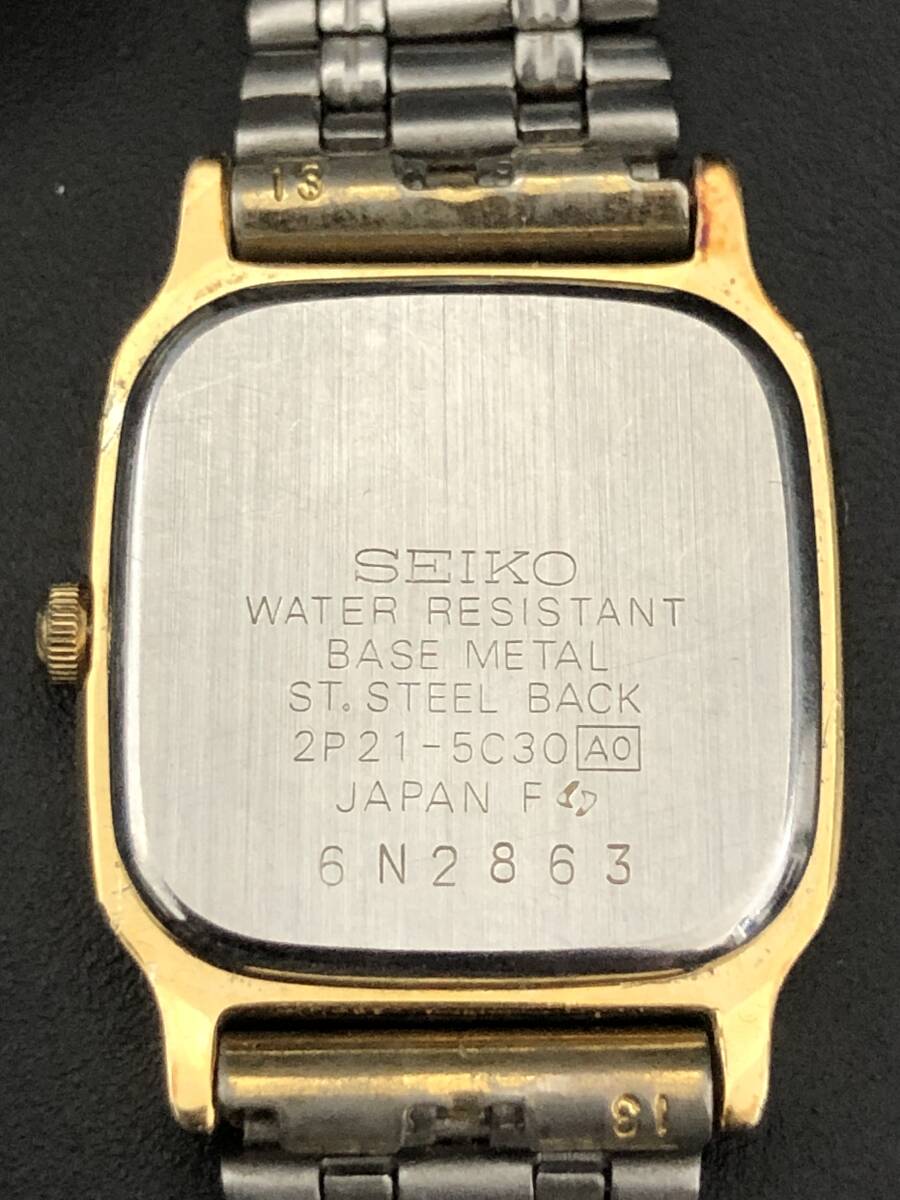 13
SEIKO
WATER RESISTANT
BASE METAL
ST. STEEL BACK
2P21-5C30 A0
JAPAN F
6N2863
13